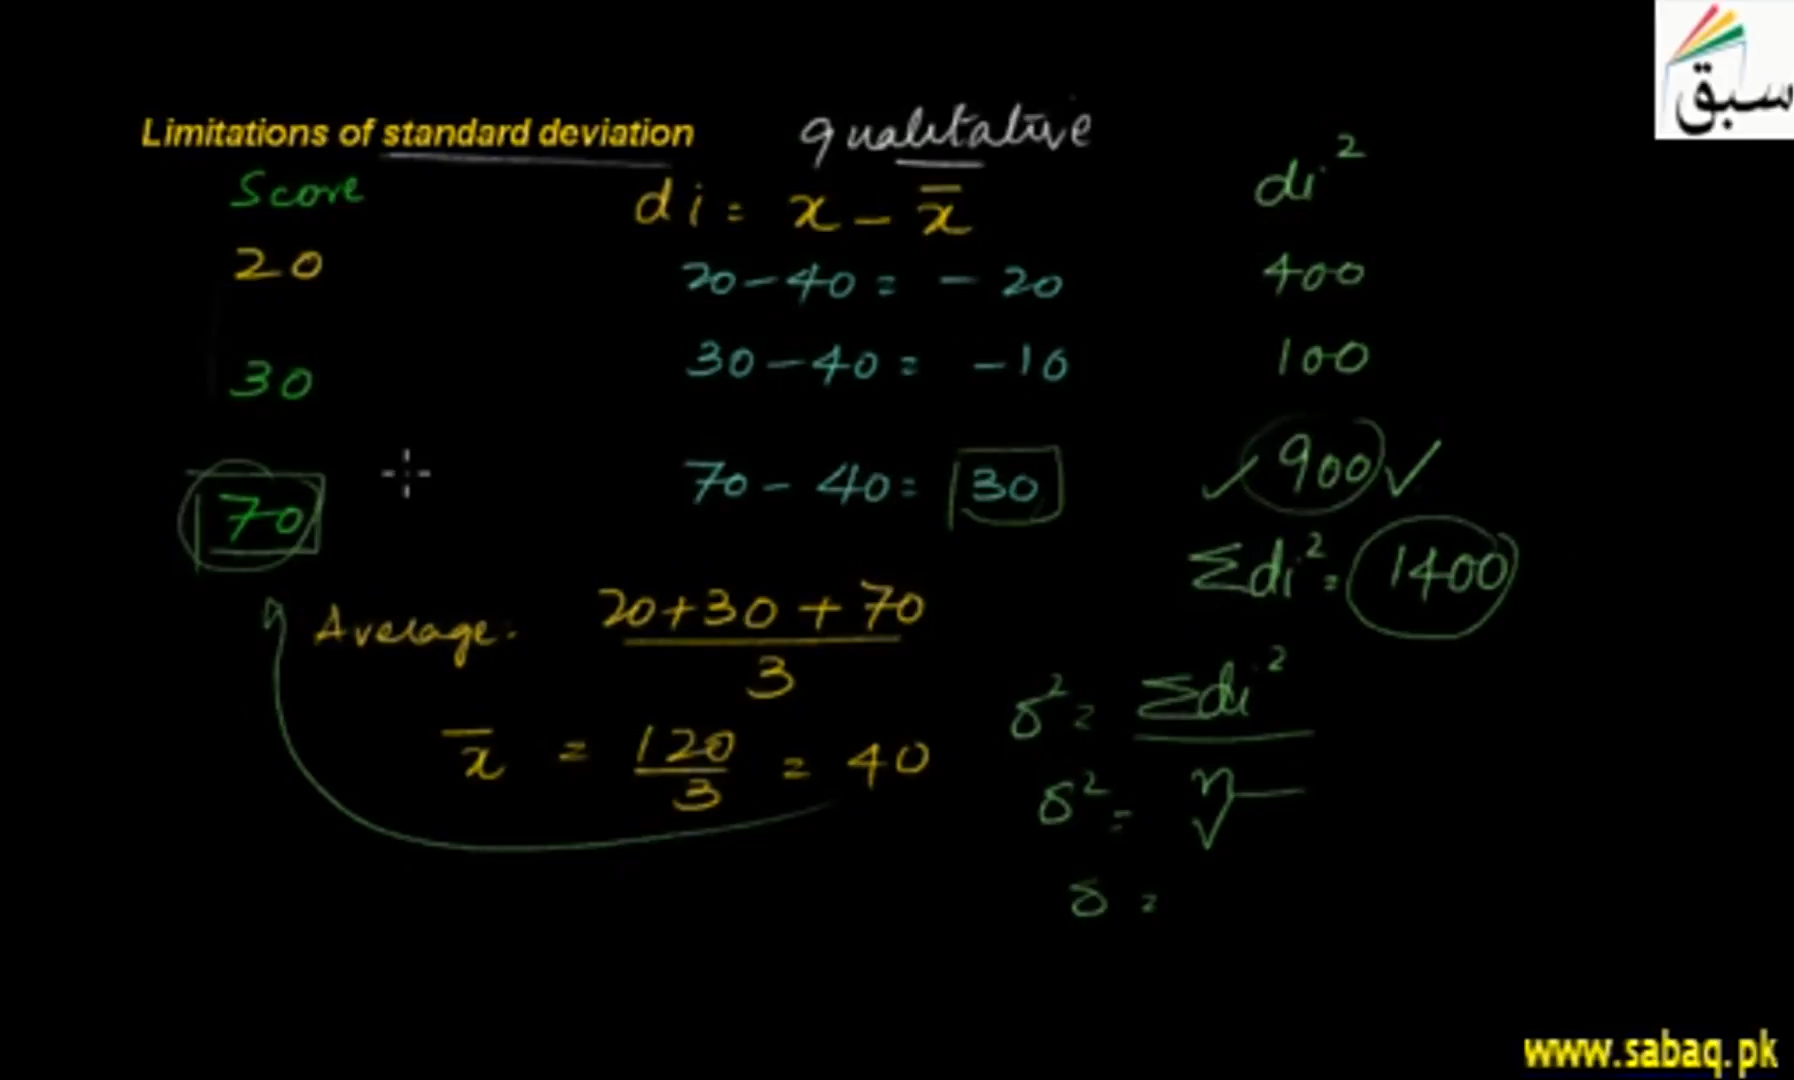 سبق
Limitations of standard deviation qualitative
Score di = x - x̄ di²
20 20-40 = -20 400
30 30-40 = -10 100
70 70-40 = 30 ✓900✓
Σdi² = 1400
Average. 20+30+70
3
x̄ = 120/3 = 40
δ² = Σdi²
δ² = n
δ =
www.sabaq.pk